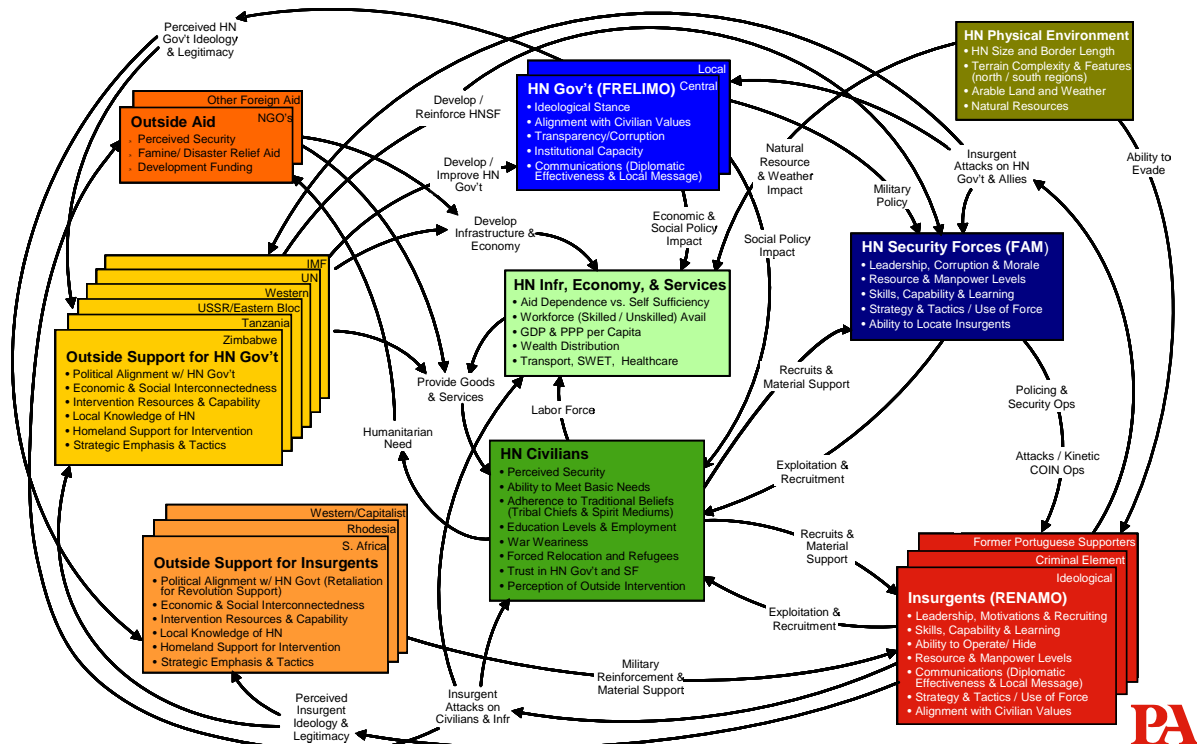 Perceived HN
Gov't Ideology
& Legitimacy
HN Physical Environment
• HN Size and Border Length
• Terrain Complexity & Features
(north / south regions)
• Arable Land and Weather
• Natural Resources
Local
Central
HN Gov't (FRELIMO)
• Ideological Stance
• Alignment with Civilian Values
• Transparency/Corruption
• Institutional Capacity
• Communications (Diplomatic
Effectiveness & Local Message)
Other Foreign Aid
NGO's
Outside Aid
. Perceived Security
. Famine/ Disaster Relief Aid
. Development Funding
Develop /
Reinforce HNSF
Develop /
Improve HN
Gov't
Natural
Resource
& Weather
Impact
Insurgent
Attacks on HN
Gov't & Allies
Ability to
Evade
Military
Policy
Develop
Infrastructure &
Economy
Economic &
Social Policy
Impact
Social Policy
Impact
HN Security Forces (FAM)
• Leadership, Corruption & Morale
• Resource & Manpower Levels
• Skills, Capability & Learning
• Strategy & Tactics / Use of Force
• Ability to Locate Insurgents
IMF
UN
Western
USSR/Eastern Bloc
Tanzania
Zimbabwe
Outside Support for HN Gov't
• Political Alignment w/ HN Gov't
• Economic & Social Interconnectedness
• Intervention Resources & Capability
• Local Knowledge of HN
• Homeland Support for Intervention
• Strategic Emphasis & Tactics
HN Infr, Economy, & Services
• Aid Dependence vs. Self Sufficiency
• Workforce (Skilled / Unskilled) Avail
• GDP & PPP per Capita
• Wealth Distribution
• Transport, SWET, Healthcare
Provide Goods
& Services
Recruits &
Material Support
Policing &
Security Ops
Labor Force
Humanitarian
Need
HN Civilians
• Perceived Security
• Ability to Meet Basic Needs
• Adherence to Traditional Beliefs
(Tribal Chiefs & Spirit Mediums)
• Education Levels & Employment
• War Weariness
• Forced Relocation and Refugees
• Trust in HN Gov't and SF
• Perception of Outside Intervention
Exploitation &
Recruitment
Attacks / Kinetic
COIN Ops
Western/Capitalist
Rhodesia
S. Africa
Outside Support for Insurgents
• Political Alignment w/ HN Govt (Retaliation
for Revolution Support)
• Economic & Social Interconnectedness
• Intervention Resources & Capability
• Local Knowledge of HN
• Homeland Support for Intervention
• Strategic Emphasis & Tactics
Recruits &
Material
Support
Exploitation &
Recruitment
Former Portuguese Supporters
Criminal Element
Ideological
Insurgents (RENAMO)
• Leadership, Motivations & Recruiting
• Skills, Capability & Learning
• Ability to Operate/ Hide
• Resource & Manpower Levels
• Communications (Diplomatic
Effectiveness & Local Message)
• Strategy & Tactics / Use of Force
• Alignment with Civilian Values
Military
Reinforcement &
Material Support
Insurgent
Attacks on
Civilians & Infr
Perceived
Insurgent
Ideology &
Legitimacy
PA